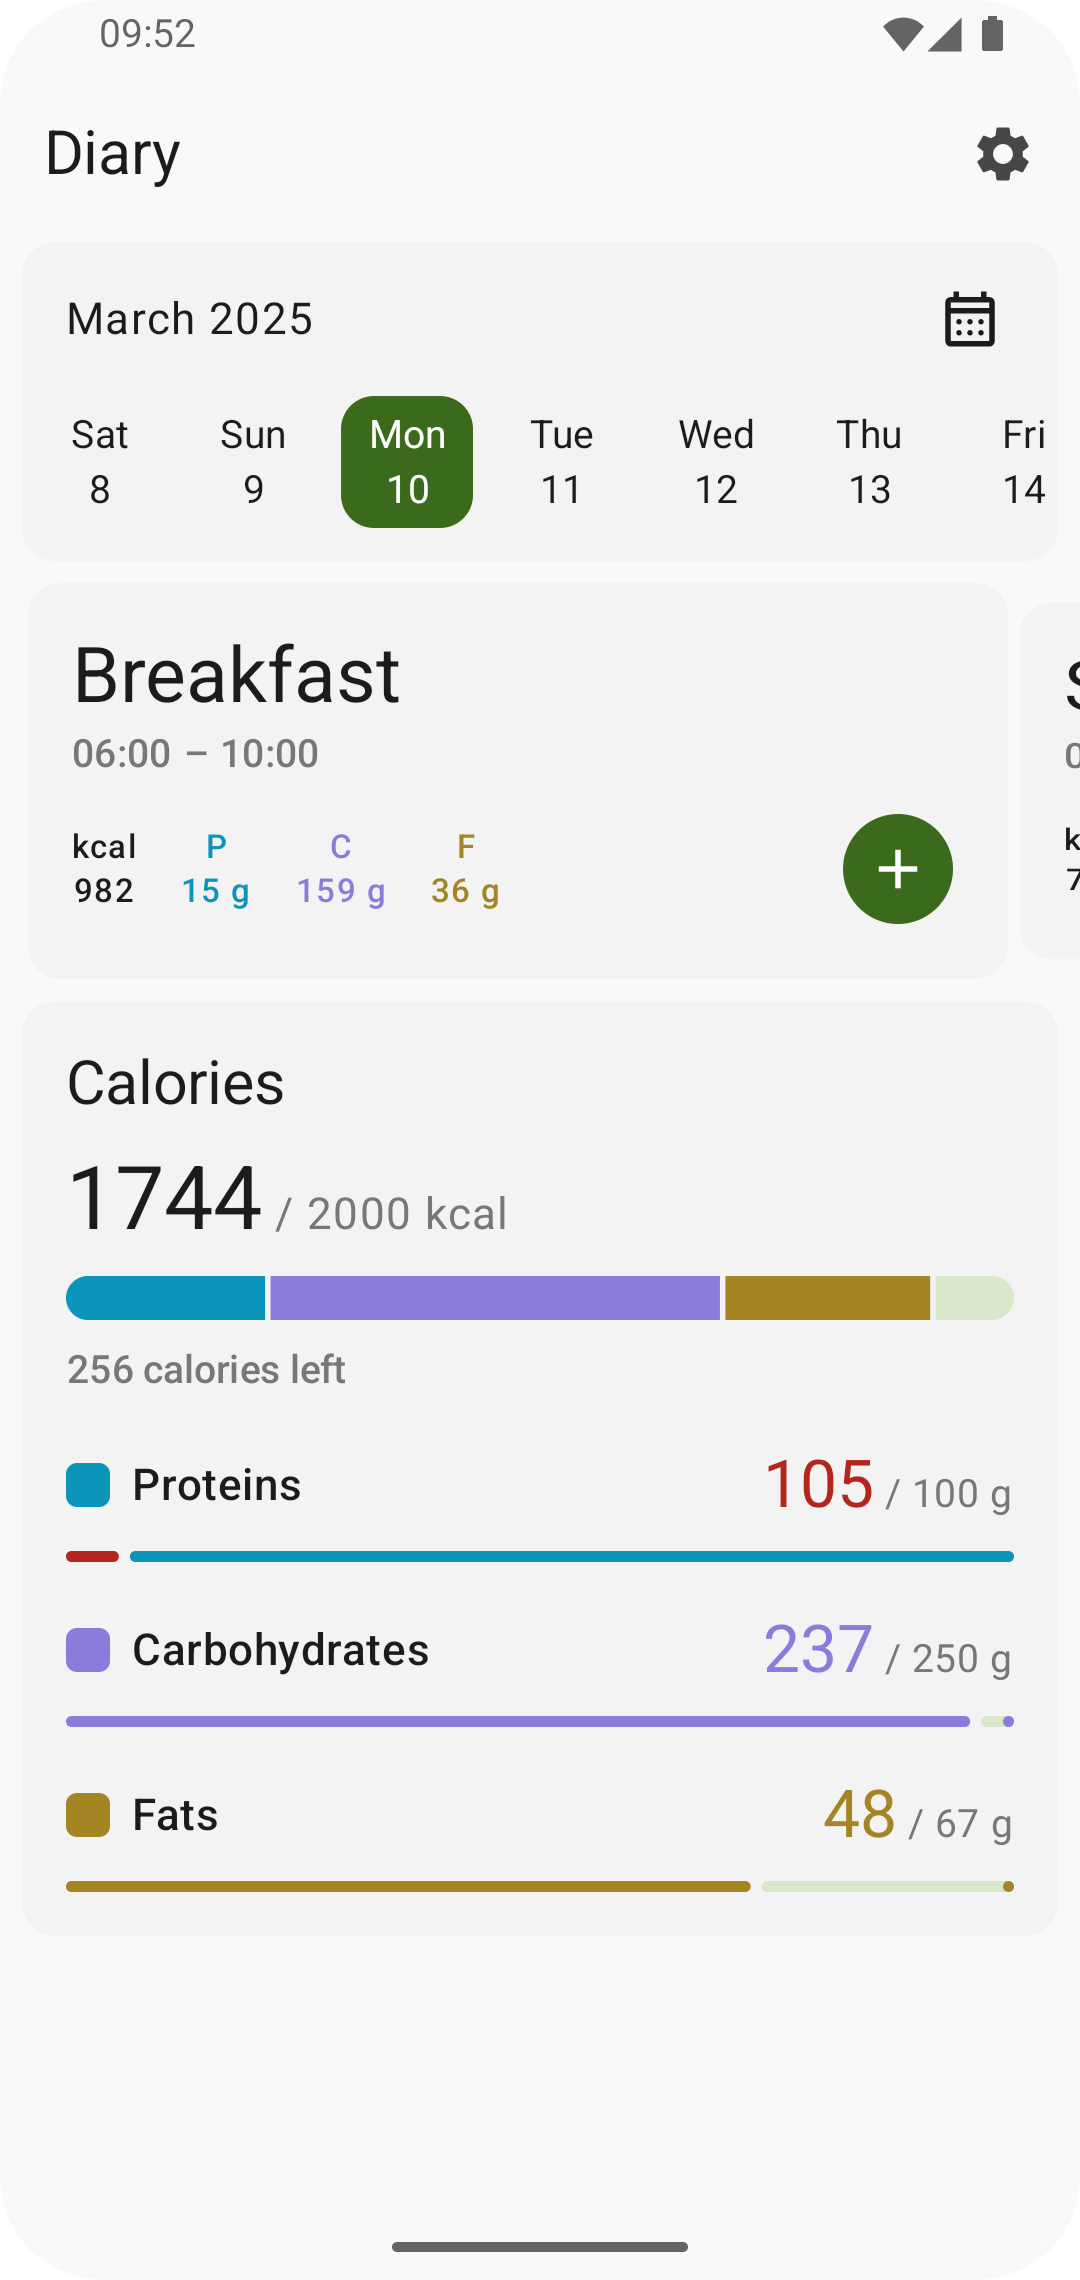 09:52
Diary
March 2025
Sat Sun Mon Tue Wed Thu Fri
8 9 10 11 12 13 14
Breakfast
06:00 – 10:00
kcal P C F
982 15 g 159 g 36 g
Calories
1744 / 2000 kcal
256 calories left
Proteins 105 / 100 g
Carbohydrates 237 / 250 g
Fats 48 / 67 g